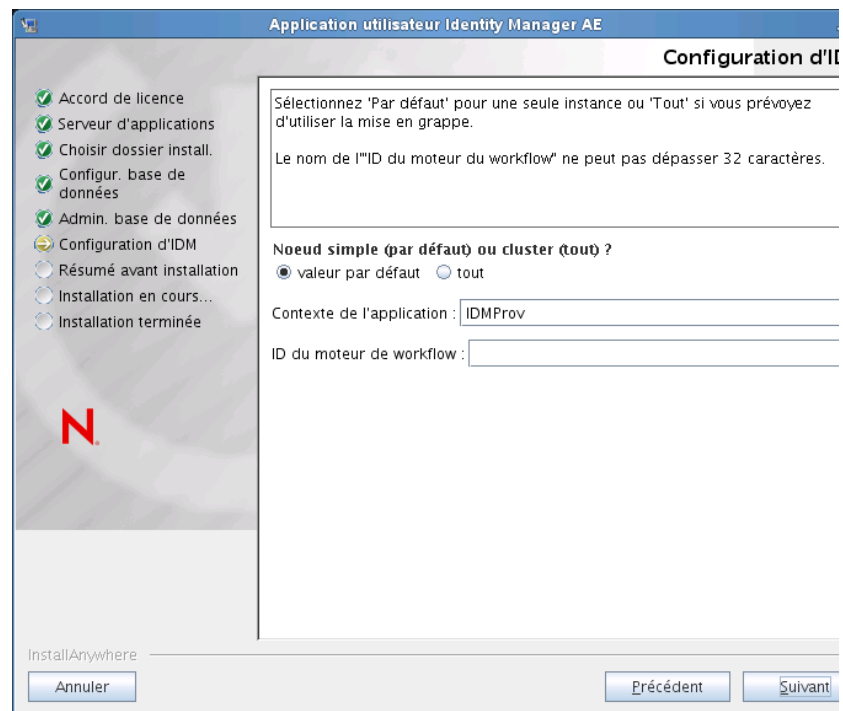 Application utilisateur Identity Manager AE
Configuration d'I
Accord de licence
Serveur d'applications
Choisir dossier install.
Configur. base de
données
Admin. base de données
Configuration d'IDM
Résumé avant installation
Installation en cours...
Installation terminée
Sélectionnez 'Par défaut' pour une seule instance ou 'Tout' si vous prévoyez
d'utiliser la mise en grappe.
Le nom de l'"ID du moteur du workflow" ne peut pas dépasser 32 caractères.
Noeud simple (par défaut) ou cluster (tout) ?
valeur par défaut tout
Contexte de l'application : IDMProv
ID du moteur de workflow :
N
InstallAnywhere
Annuler Précédent Suivant